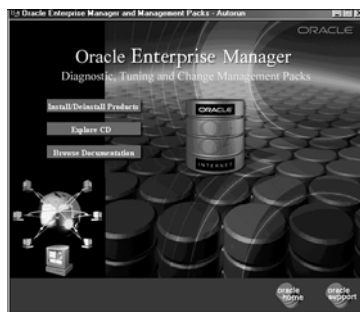 Oracle Enterprise Manager and Management Packs - Autorun
ORACLE
Oracle Enterprise Manager
Diagnostic, Tuning and Change Management Packs
Install/Deinstall Products
Explore CD
Browse Documentation
ORACLE
INTERNET
oracle home
oracle support